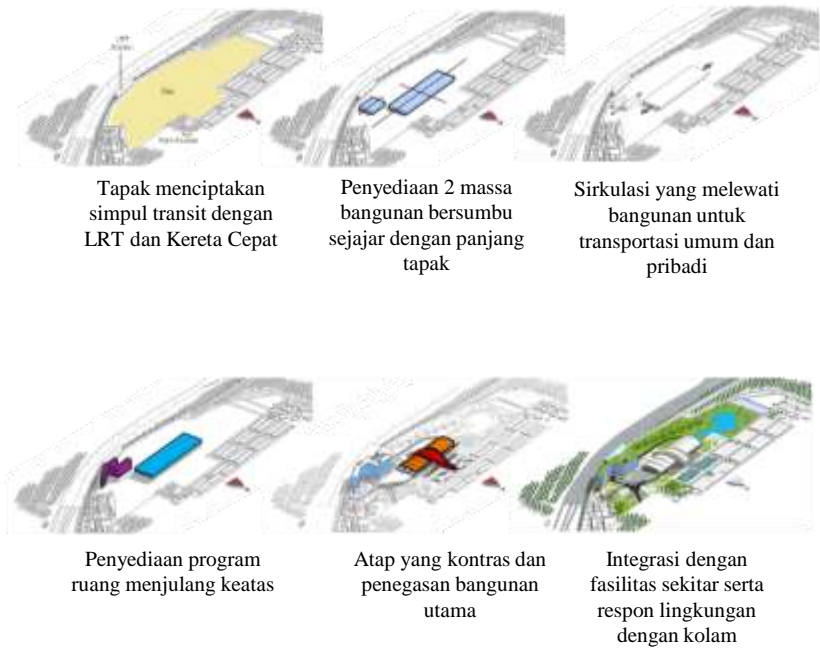 LRT
Site
Tapak menciptakan
simpul transit dengan
LRT dan Kereta Cepat
Penyediaan 2 massa
bangunan bersumbu
sejajar dengan panjang
tapak
Sirkulasi yang melewati
bangunan untuk
transportasi umum dan
pribadi
Penyediaan program
ruang menjulang keatas
Atap yang kontras dan
penegasan bangunan
utama
Integrasi dengan
fasilitas sekitar serta
respon lingkungan
dengan kolam